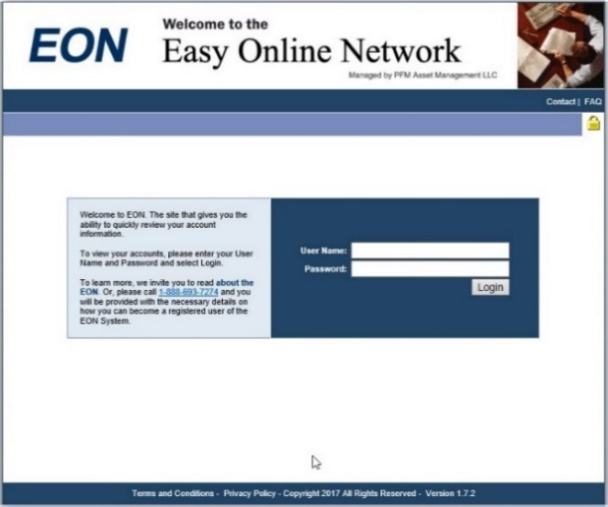 EON
Welcome to the
Easy Online Network
Managed by PFM Asset Management LLC
Contact | FAQ
Welcome to EON. The site that gives you the
ability to quickly review your account
information.
To view your accounts, please enter your User
Name and Password and select Login.
To learn more, we invite you to read about the
EON. Or, please call 1-888-693-7274 and you
will be provided with the necessary details on
how you can become a registered user of the
EON System.
User Name:
Password:
Login
Terms and Conditions - Privacy Policy - Copyright 2017 All Rights Reserved - Version 1.7.2